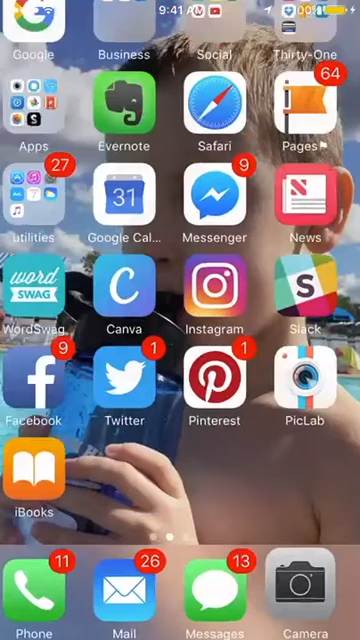 9:41 AM
00%
Google Business Social Thirty-One
64
Apps Evernote Safari Pages
27 31 9
utilities Google Cal... Messenger News
word
SWAG C S
WordSwag Canva Instagram Slack
9 1 1
Facebook Twitter Pinterest PicLab
iBooks
11 26 13
Phone Mail Messages Camera